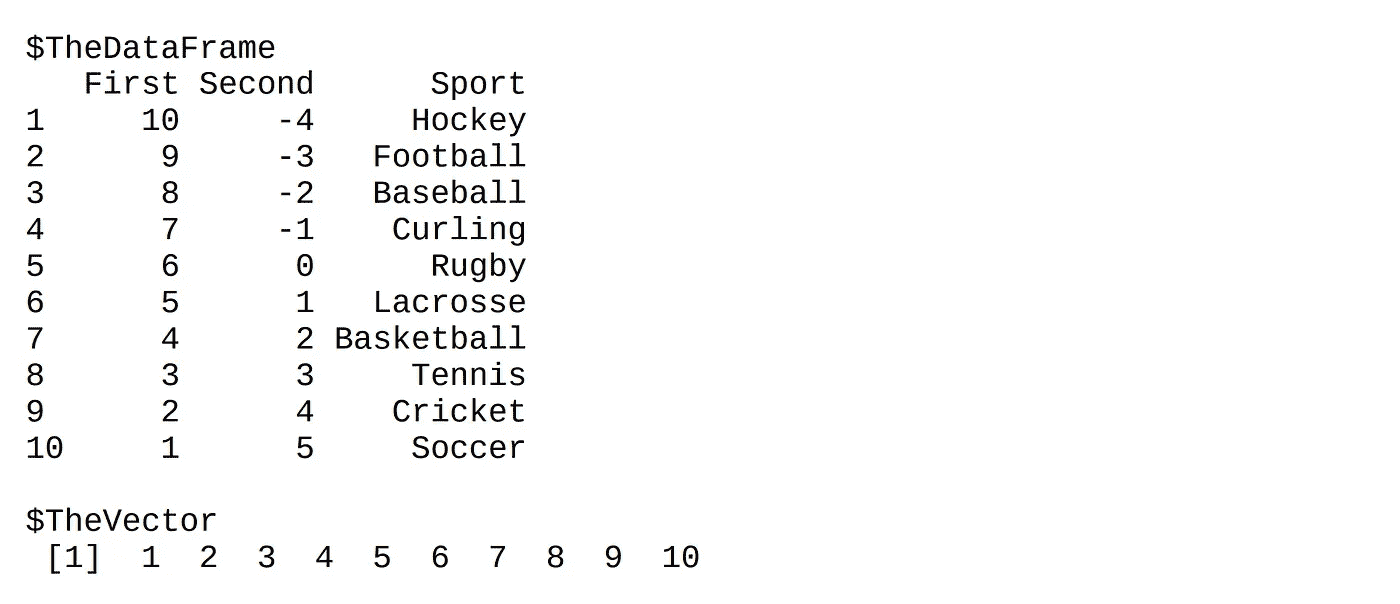 $TheDataFrame
   First Second      Sport
1     10     -4     Hockey
2      9     -3   Football
3      8     -2   Baseball
4      7     -1    Curling
5      6      0      Rugby
6      5      1   Lacrosse
7      4      2 Basketball
8      3      3     Tennis
9      2      4    Cricket
10     1      5     Soccer
$TheVector
 [1]  1  2  3  4  5  6  7  8  9  10